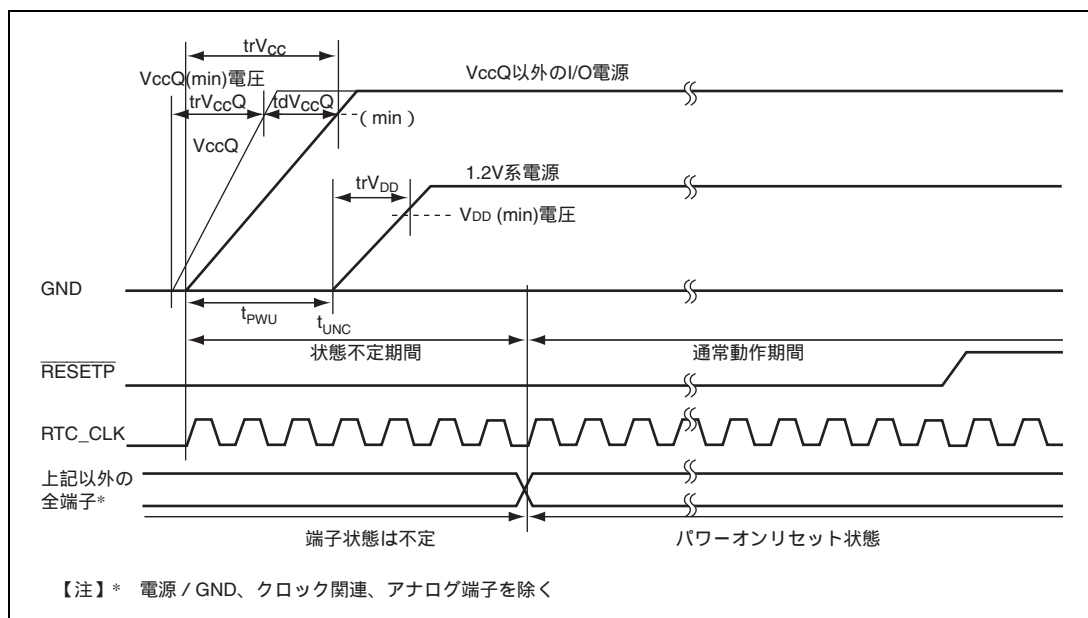 trVCC
VccQ以外のI/O電源
VccQ(min)電圧
trVCCQ
tdVCCQ
(min)
VccQ
1.2V系電源
trVDD
VDD (min)電圧
GND
tPWU
tUNC
状態不定期間
通常動作期間
RESETP
RTC_CLK
上記以外の
全端子*
端子状態は不定
パワーオンリセット状態
【注】* 電源 / GND、クロック関連、アナログ端子を除く